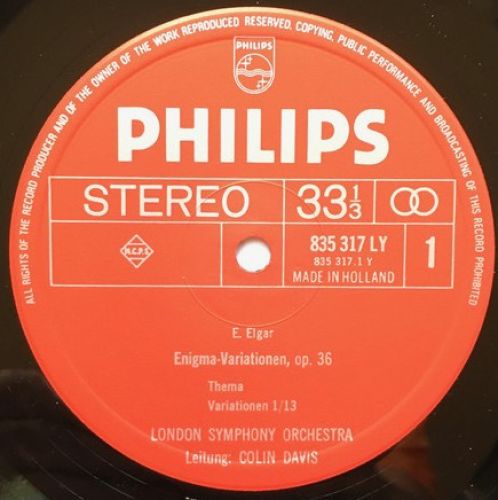 ALL RIGHTS OF THE RECORD PRODUCER AND OF THE OWNER OF THE WORK REPRODUCED RESERVED. COPYING, PUBLIC PERFORMANCE AND BROADCASTING OF THIS RECORD PROHIBITED
PHILIPS
PHILIPS
STEREO 33⅓
M.C.P.S.
835 317 LY
835 317.1 Y
MADE IN HOLLAND
1
E. Elgar
Enigma-Variationen, op. 36
Thema
Variationen 1/13
LONDON SYMPHONY ORCHESTRA
Leitung: COLIN DAVIS